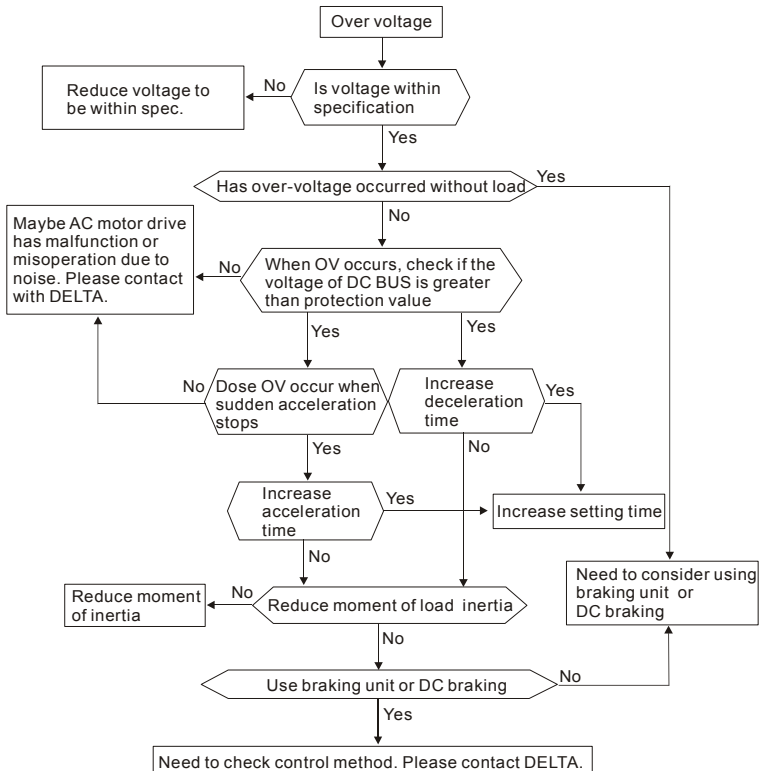 Over voltage
Reduce voltage to
be within spec.
No
Is voltage within
specification
Yes
Has over-voltage occurred without load
Yes
No
Maybe AC motor drive
has malfunction or
misoperation due to
noise. Please contact
with DELTA.
No
When OV occurs, check if the
voltage of DC BUS is greater
than protection value
Yes
Yes
No
Dose OV occur when
sudden acceleration
stops
Increase
deceleration
time
Yes
Yes
No
Increase
acceleration
time
Yes
Increase setting time
No
Reduce moment
of inertia
No
Reduce moment of load inertia
Need to consider using
braking unit or
DC braking
No
Use braking unit or DC braking
No
Yes
Need to check control method. Please contact DELTA.